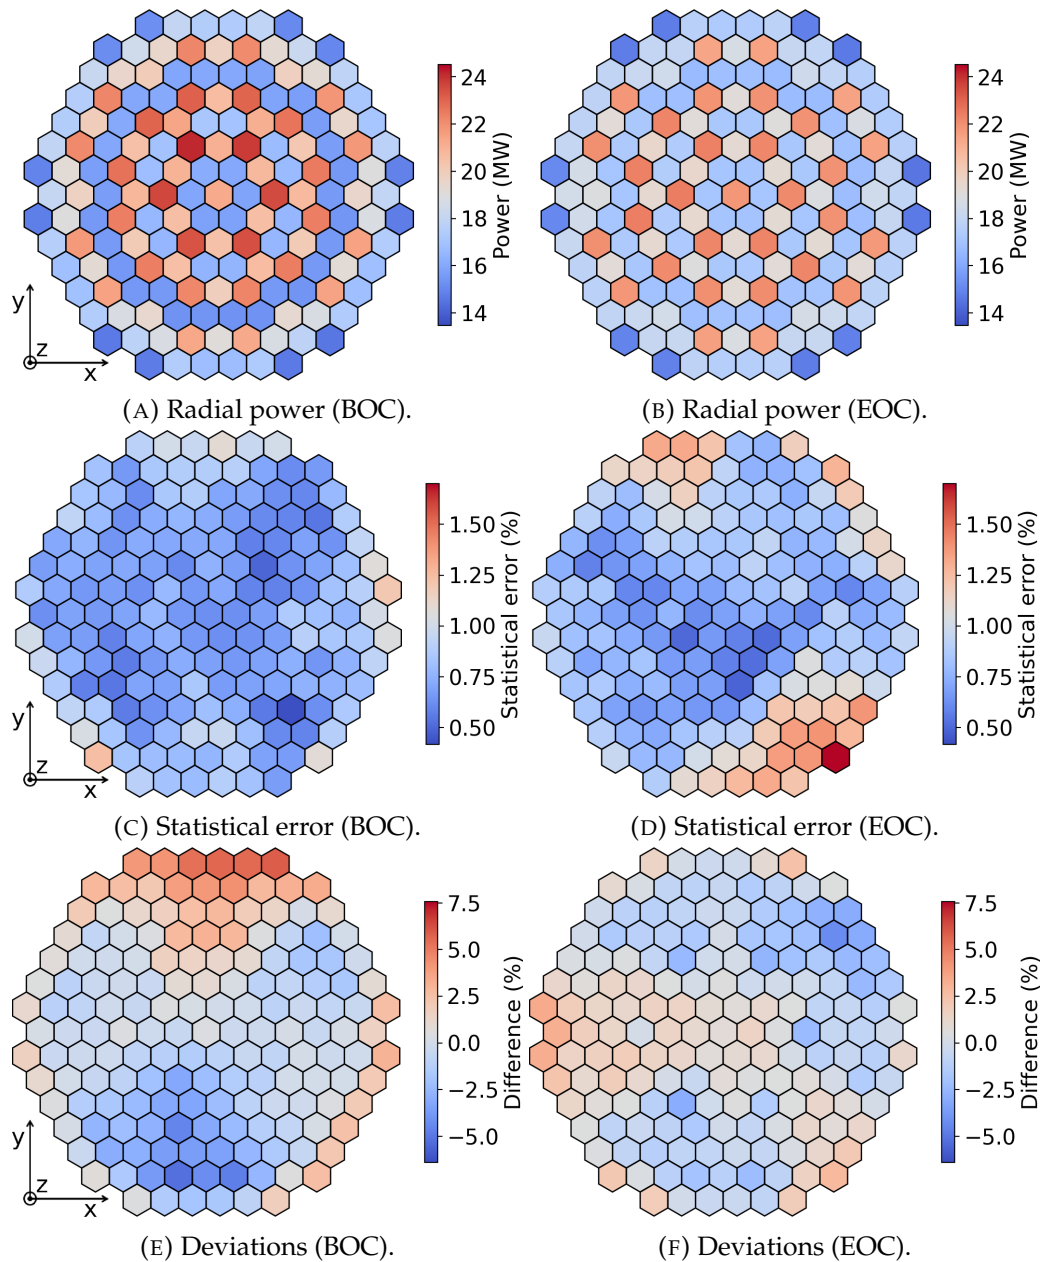 24
22
20
18
16
14
Power (MW)
y
z
x
24
22
20
18
16
14
Power (MW)
(A) Radial power (BOC).
(B) Radial power (EOC).
1.50
1.25
1.00
0.75
0.50
Statistical error (%)
y
z
x
1.50
1.25
1.00
0.75
0.50
Statistical error (%)
(C) Statistical error (BOC).
(D) Statistical error (EOC).
7.5
5.0
2.5
0.0
−2.5
−5.0
Difference (%)
y
z
x
7.5
5.0
2.5
0.0
−2.5
−5.0
Difference (%)
(E) Deviations (BOC).
(F) Deviations (EOC).